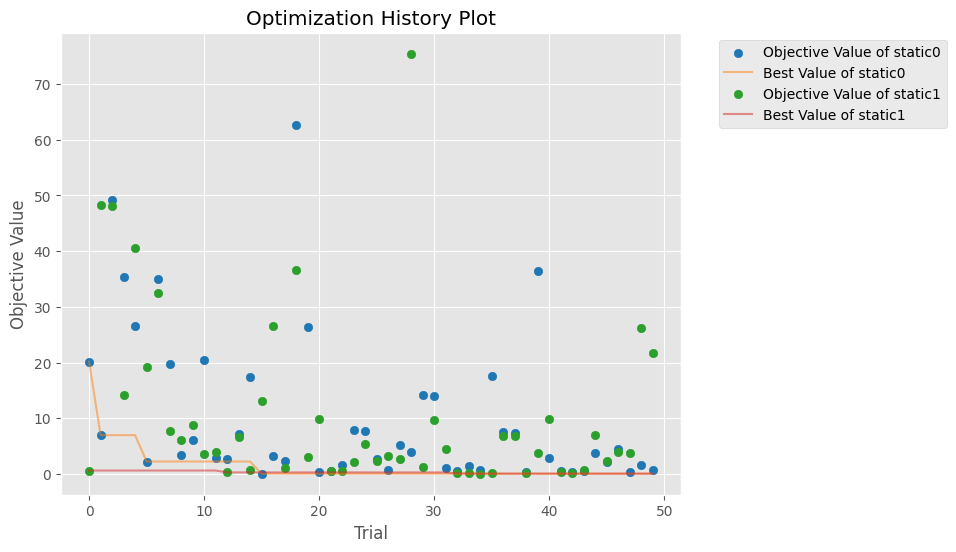 Optimization History Plot
Objective Value of static0
Best Value of static0
Objective Value of static1
Best Value of static1
70
60
50
40
30
20
10
0
Objective Value
0 10 20 30 40 50
Trial